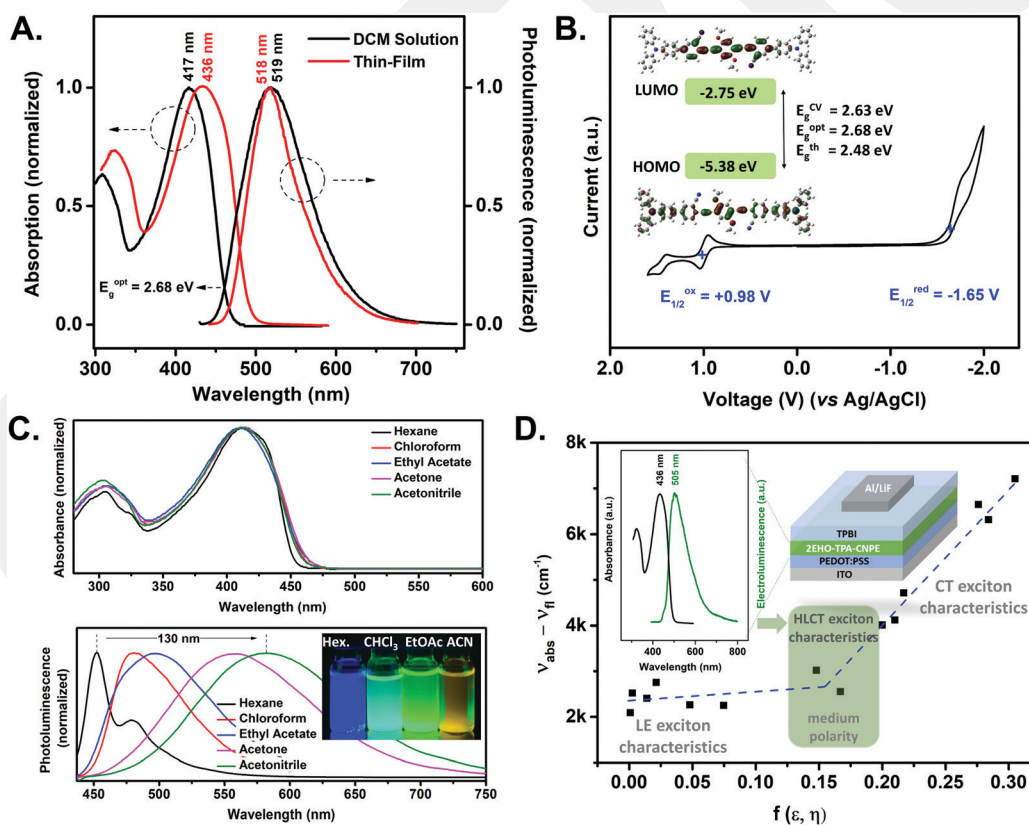 A.
417 nm
436 nm
518 nm
519 nm
DCM Solution
Thin-Film
1.0
0.5
0.0
1.0
0.5
0.0
E_g^opt = 2.68 eV
Absorption (normalized)
Photoluminescence (normalized)
300 400 500 600 700
Wavelength (nm)
B.
LUMO
-2.75 eV
HOMO
-5.38 eV
E_g^CV = 2.63 eV
E_g^opt = 2.68 eV
E_g^th = 2.48 eV
Current (a.u.)
E_1/2^ox = +0.98 V
E_1/2^red = -1.65 V
2.0 1.0 0.0 -1.0 -2.0
Voltage (V) (vs Ag/AgCl)
C.
Absorbance (normalized)
Hexane
Chloroform
Ethyl Acetate
Acetone
Acetonitrile
300 350 400 450 500 550 600
Wavelength (nm)
Photoluminescence
(normalized)
130 nm
Hex. CHCl3 EtOAc ACN
Hexane
Chloroform
Ethyl Acetate
Acetone
Acetonitrile
450 500 550 600 650 700 750
Wavelength (nm)
D.
8k
6k
4k
2k
ν_abs – ν_fl (cm⁻¹)
436 nm
505 nm
Absorbance (a.u.)
Electroluminescence (a.u.)
400 600 800
Wavelength (nm)
Al/LiF
TPBI
2EHO-TPA-CNPE
PEDOT:PSS
ITO
CT exciton
characteristics
HLCT exciton
characteristics
LE exciton
characteristics
medium
polarity
0.00 0.05 0.10 0.15 0.20 0.25 0.30
f (ε, η)